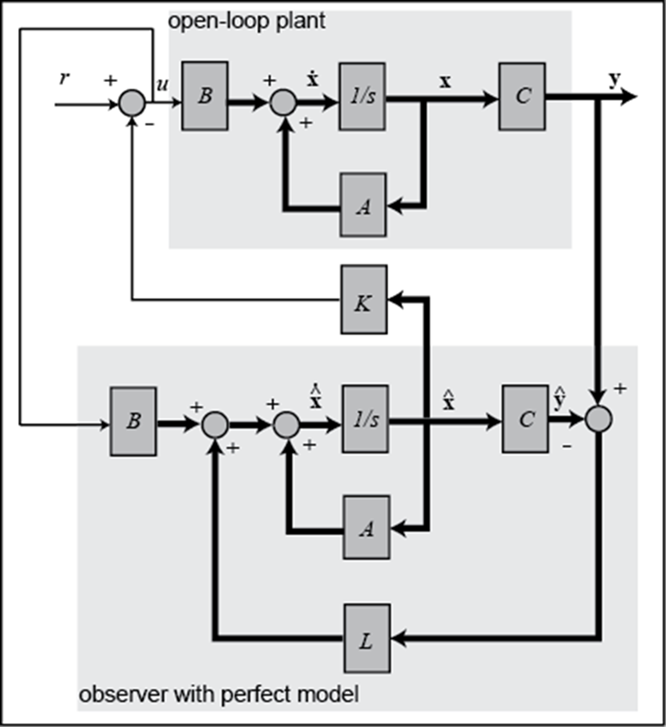 open-loop plant
r + - u B + + ẋ 1/s x C y
A
K
B + + + + x̂̇ 1/s x̂ C ŷ + -
A
L
observer with perfect model